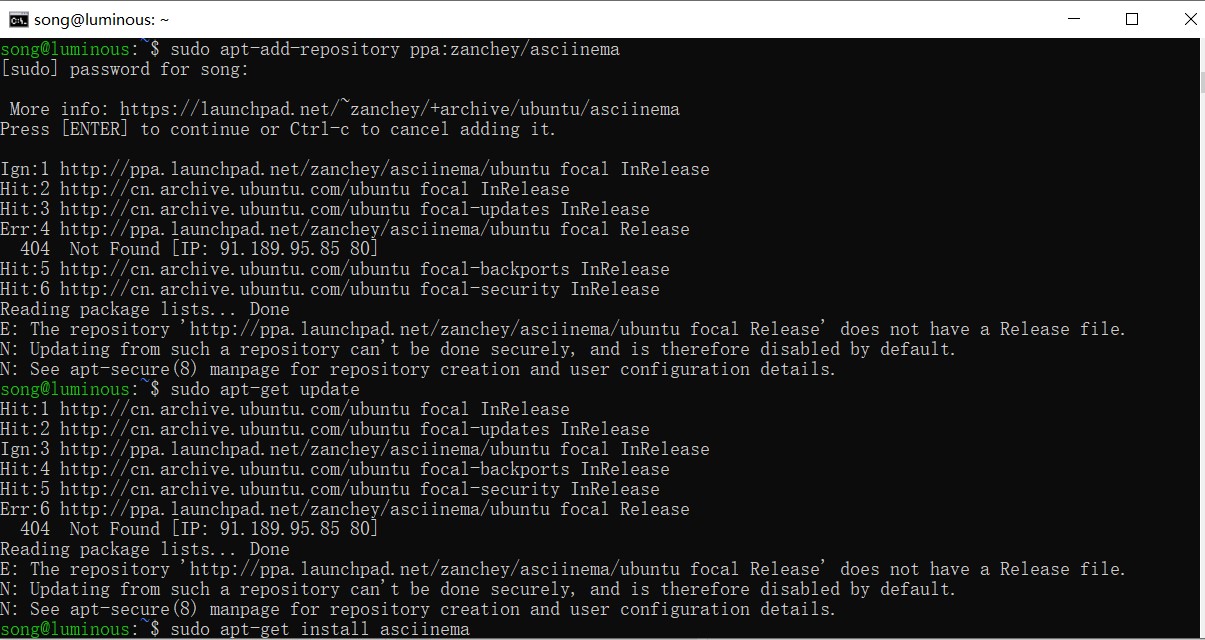 song@luminous: ~
song@luminous:~$ sudo apt-add-repository ppa:zanchey/asciinema
[sudo] password for song:
More info: https://launchpad.net/~zanchey/+archive/ubuntu/asciinema
Press [ENTER] to continue or Ctrl-c to cancel adding it.
Ign:1 http://ppa.launchpad.net/zanchey/asciinema/ubuntu focal InRelease
Hit:2 http://cn.archive.ubuntu.com/ubuntu focal InRelease
Hit:3 http://cn.archive.ubuntu.com/ubuntu focal-updates InRelease
Err:4 http://ppa.launchpad.net/zanchey/asciinema/ubuntu focal Release
404  Not Found [IP: 91.189.95.85 80]
Hit:5 http://cn.archive.ubuntu.com/ubuntu focal-backports InRelease
Hit:6 http://cn.archive.ubuntu.com/ubuntu focal-security InRelease
Reading package lists... Done
E: The repository 'http://ppa.launchpad.net/zanchey/asciinema/ubuntu focal Release' does not have a Release file.
N: Updating from such a repository can't be done securely, and is therefore disabled by default.
N: See apt-secure(8) manpage for repository creation and user configuration details.
song@luminous:~$ sudo apt-get update
Hit:1 http://cn.archive.ubuntu.com/ubuntu focal InRelease
Hit:2 http://cn.archive.ubuntu.com/ubuntu focal-updates InRelease
Ign:3 http://ppa.launchpad.net/zanchey/asciinema/ubuntu focal InRelease
Hit:4 http://cn.archive.ubuntu.com/ubuntu focal-backports InRelease
Hit:5 http://cn.archive.ubuntu.com/ubuntu focal-security InRelease
Err:6 http://ppa.launchpad.net/zanchey/asciinema/ubuntu focal Release
404  Not Found [IP: 91.189.95.85 80]
Reading package lists... Done
E: The repository 'http://ppa.launchpad.net/zanchey/asciinema/ubuntu focal Release' does not have a Release file.
N: Updating from such a repository can't be done securely, and is therefore disabled by default.
N: See apt-secure(8) manpage for repository creation and user configuration details.
song@luminous:~$ sudo apt-get install asciinema